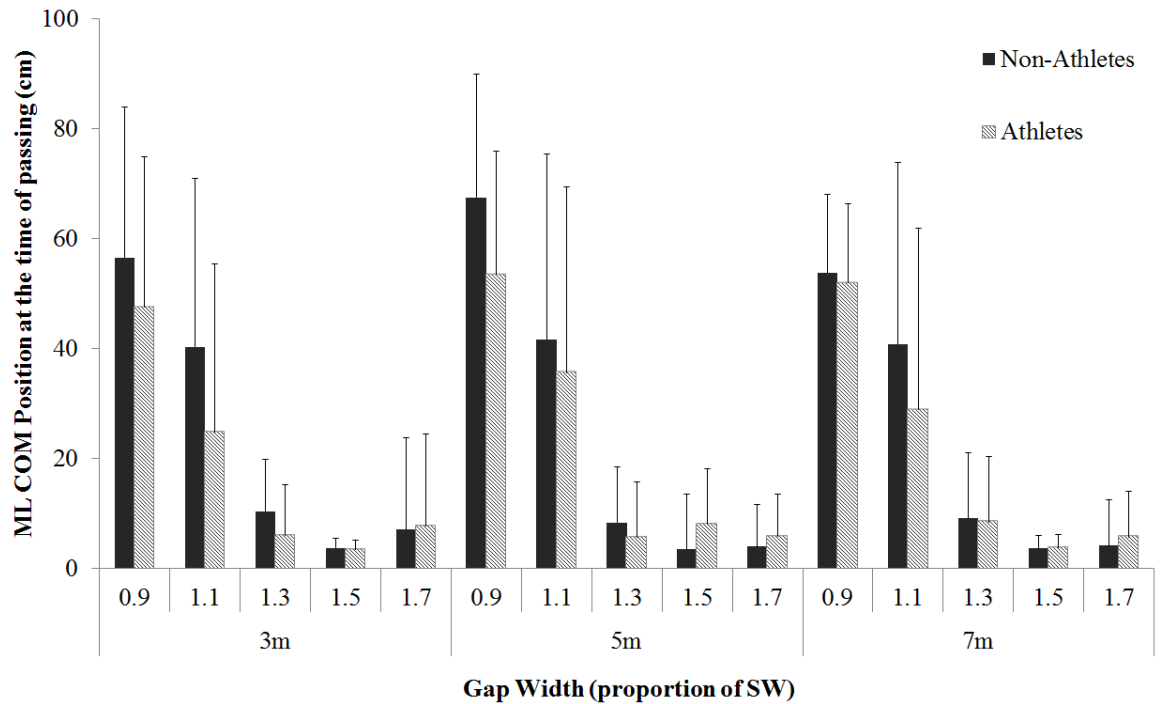 ML COM Position at the time of passing (cm)
100
80
60
40
20
0
Non-Athletes
Athletes
0.9 1.1 1.3 1.5 1.7 0.9 1.1 1.3 1.5 1.7 0.9 1.1 1.3 1.5 1.7
3m 5m 7m
Gap Width (proportion of SW)